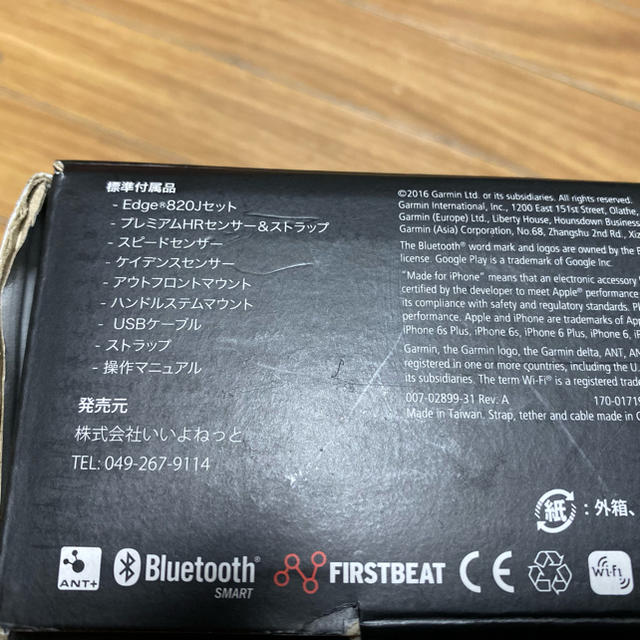 標準付属品
- Edge®820Jセット
- プレミアムHRセンサー＆ストラップ
- スピードセンサー
- ケイデンスセンサー
- アウトフロントマウント
- ハンドルステムマウント
- USBケーブル
- ストラップ
- 操作マニュアル
発売元
株式会社いいよねっと
TEL: 049-267-9114
©2016 Garmin Ltd. or its subsidiaries. All rights reserved.
Garmin International, Inc., 1200 East 151st Street, Olathe,
Garmin (Europe) Ltd., Liberty House, Hounsdown Business
Garmin (Asia) Corporation, No.68, Zhangshu 2nd Rd., Xiz
The Bluetooth® word mark and logos are owned by the B
license. Google Play is a trademark of Google Inc.
"Made for iPhone" means that an electronic accessory
certified by the developer to meet Apple® performance
its compliance with safety and regulatory standards. Pl
performance. Apple and iPhone are trademarks of Ap
iPhone 6s Plus, iPhone 6s, iPhone 6 Plus, iPhone 6, i
Garmin, the Garmin logo, the Garmin delta, ANT, AN
registered in one or more countries, including the U.
its subsidiaries. The term Wi-Fi® is a registered trade
007-02899-31 Rev. A
170-0171
Made in Taiwan. Strap, tether and cable made in C
紙 : 外箱、
ANT+
Bluetooth®
SMART
FIRSTBEAT
CE
Wi-Fi